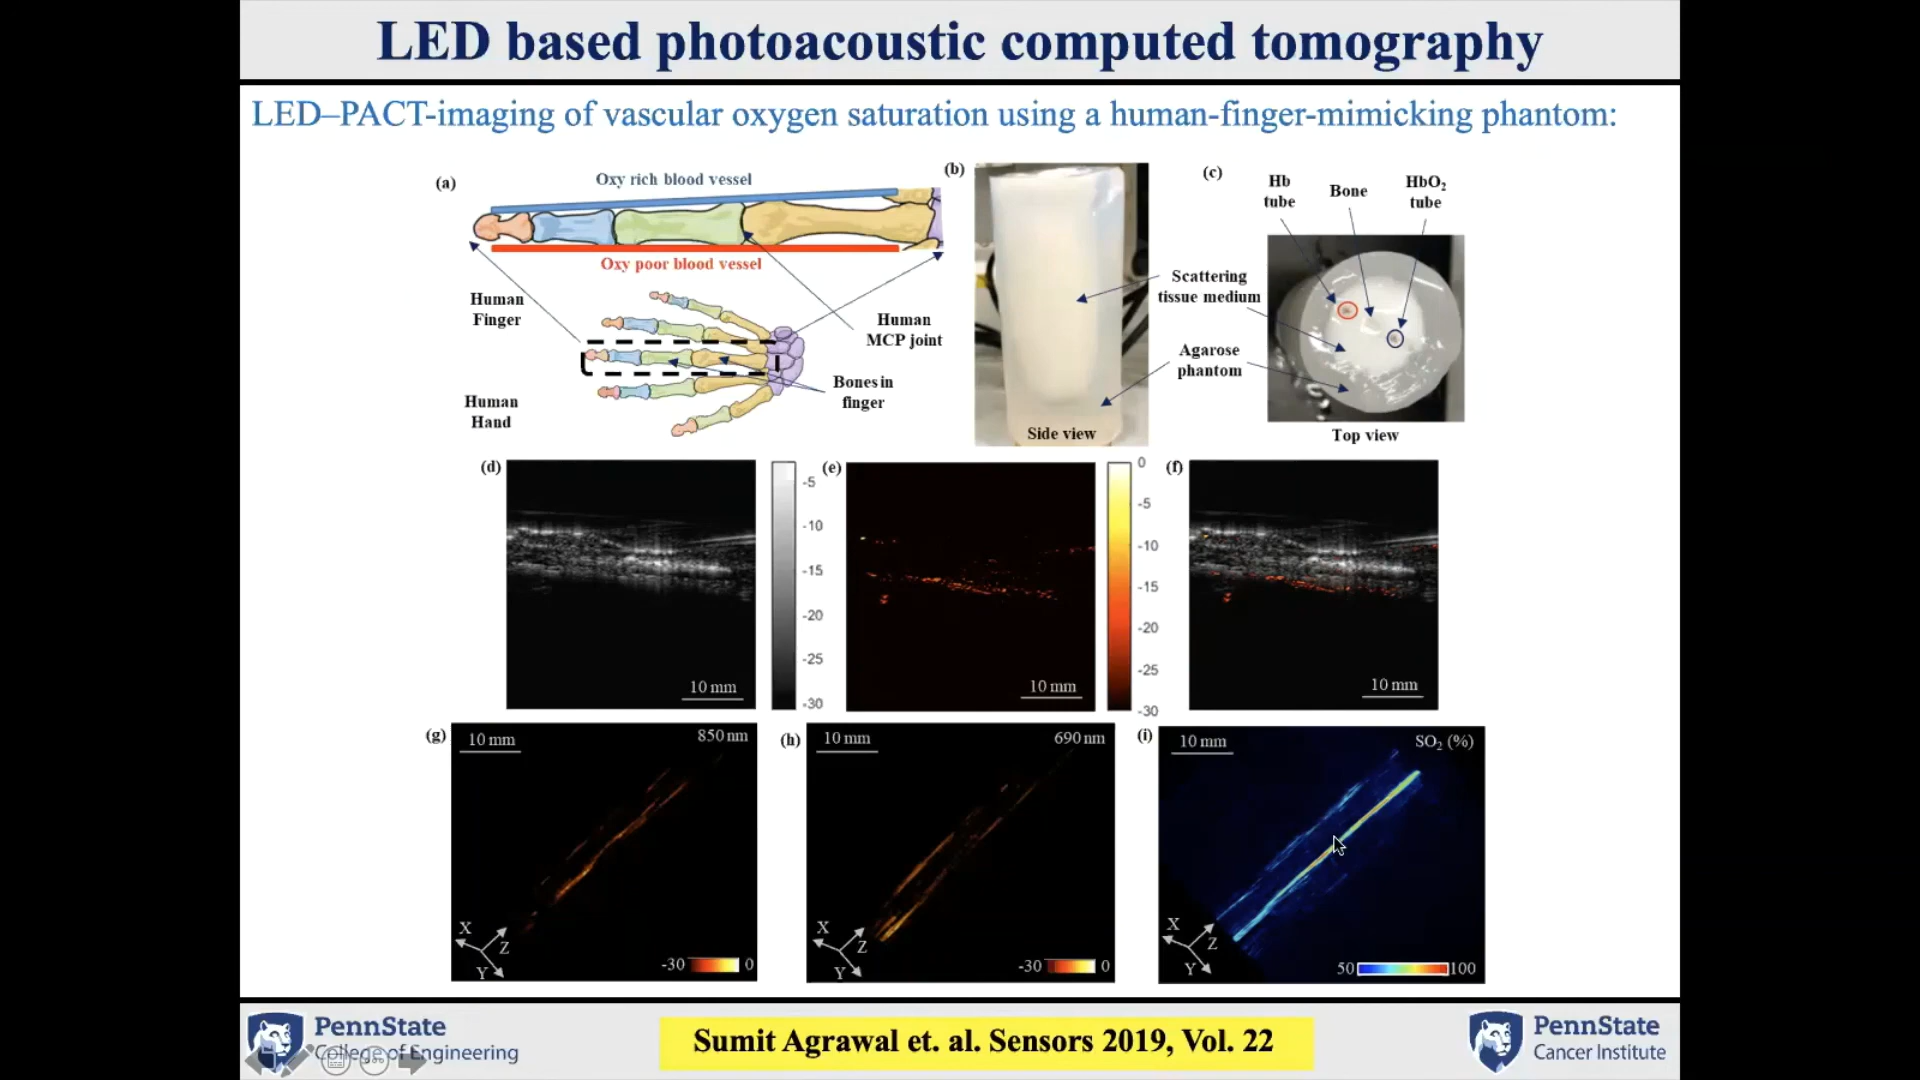 LED based photoacoustic computed tomography
LED–PACT-imaging of vascular oxygen saturation using a human-finger-mimicking phantom:
(a)
Oxy rich blood vessel
Oxy poor blood vessel
Human
Finger
Human
MCP joint
Bones in
finger
Human
Hand
(b)
Side view
Scattering
tissue medium
Agarose
phantom
(c)
Hb
tube
Bone
HbO₂
tube
Top view
(d)
10 mm
-5
-10
-15
-20
-25
-30
(e)
10 mm
0
-5
-10
-15
-20
-25
-30
(f)
10 mm
(g)
10 mm
850 nm
X
Z
Y
-30
0
(h)
10 mm
690 nm
X
Z
Y
-30
0
(i)
10 mm
SO₂ (%)
X
Z
Y
50
100
PennState
College of Engineering
Sumit Agrawal et. al. Sensors 2019, Vol. 22
PennState
Cancer Institute